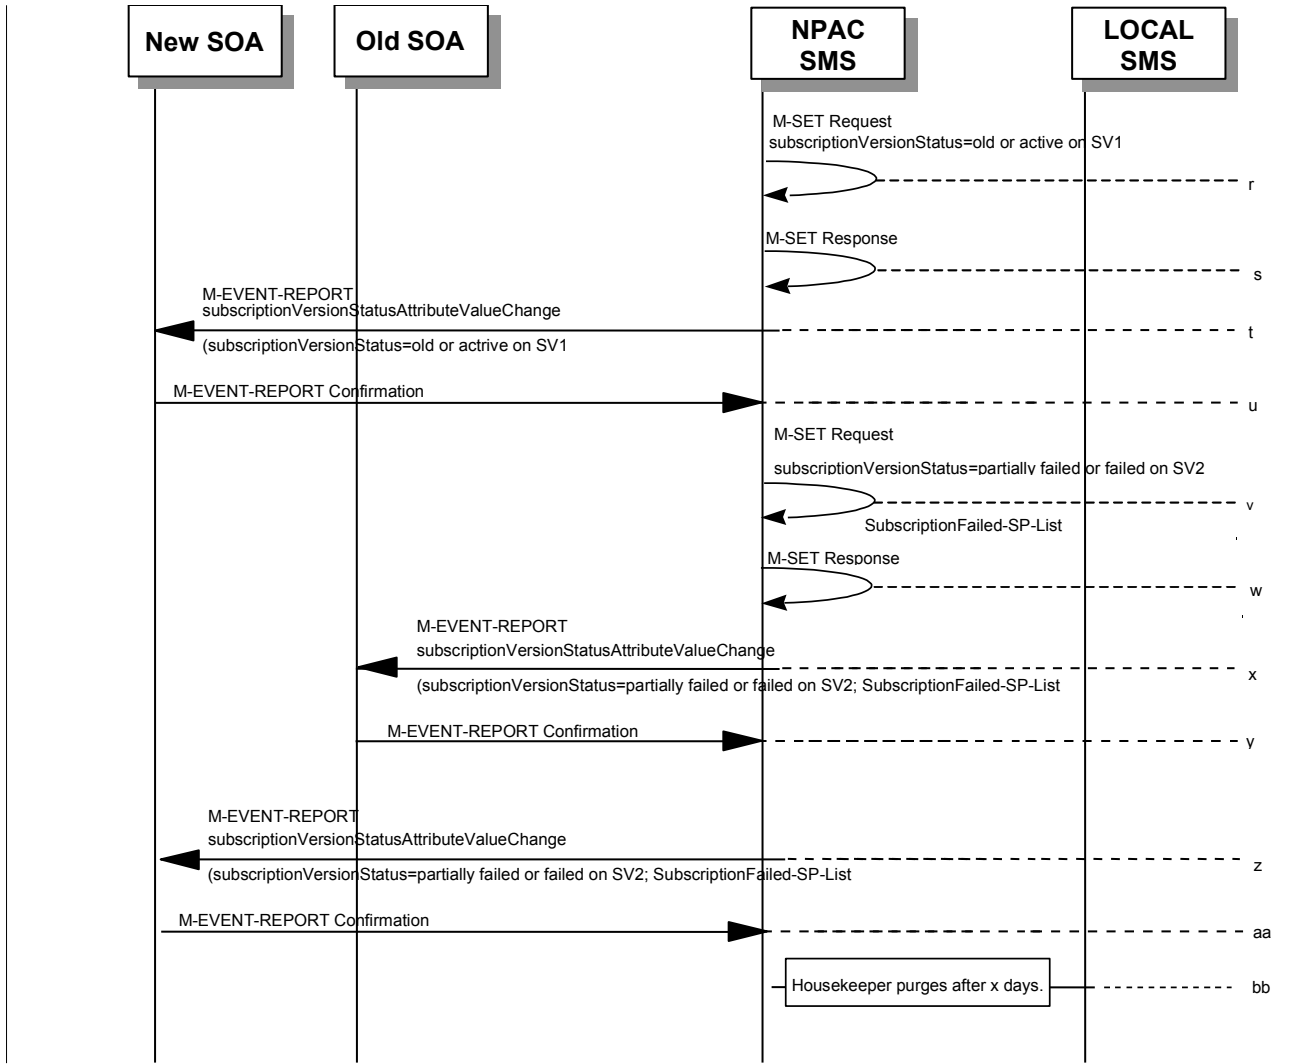 New SOA
Old SOA
NPAC
SMS
LOCAL
SMS
M-SET Request
subscriptionVersionStatus=old or active on SV1
r
M-SET Response
s
M-EVENT-REPORT
subscriptionVersionStatusAttributeValueChange
(subscriptionVersionStatus=old or actrive on SV1
t
M-EVENT-REPORT Confirmation
u
M-SET Request
subscriptionVersionStatus=partially failed or failed on SV2
v
SubscriptionFailed-SP-List
M-SET Response
w
M-EVENT-REPORT
subscriptionVersionStatusAttributeValueChange
(subscriptionVersionStatus=partially failed or failed on SV2; SubscriptionFailed-SP-List
x
M-EVENT-REPORT Confirmation
y
M-EVENT-REPORT
subscriptionVersionStatusAttributeValueChange
(subscriptionVersionStatus=partially failed or failed on SV2; SubscriptionFailed-SP-List
z
M-EVENT-REPORT Confirmation
aa
Housekeeper purges after x days.
bb